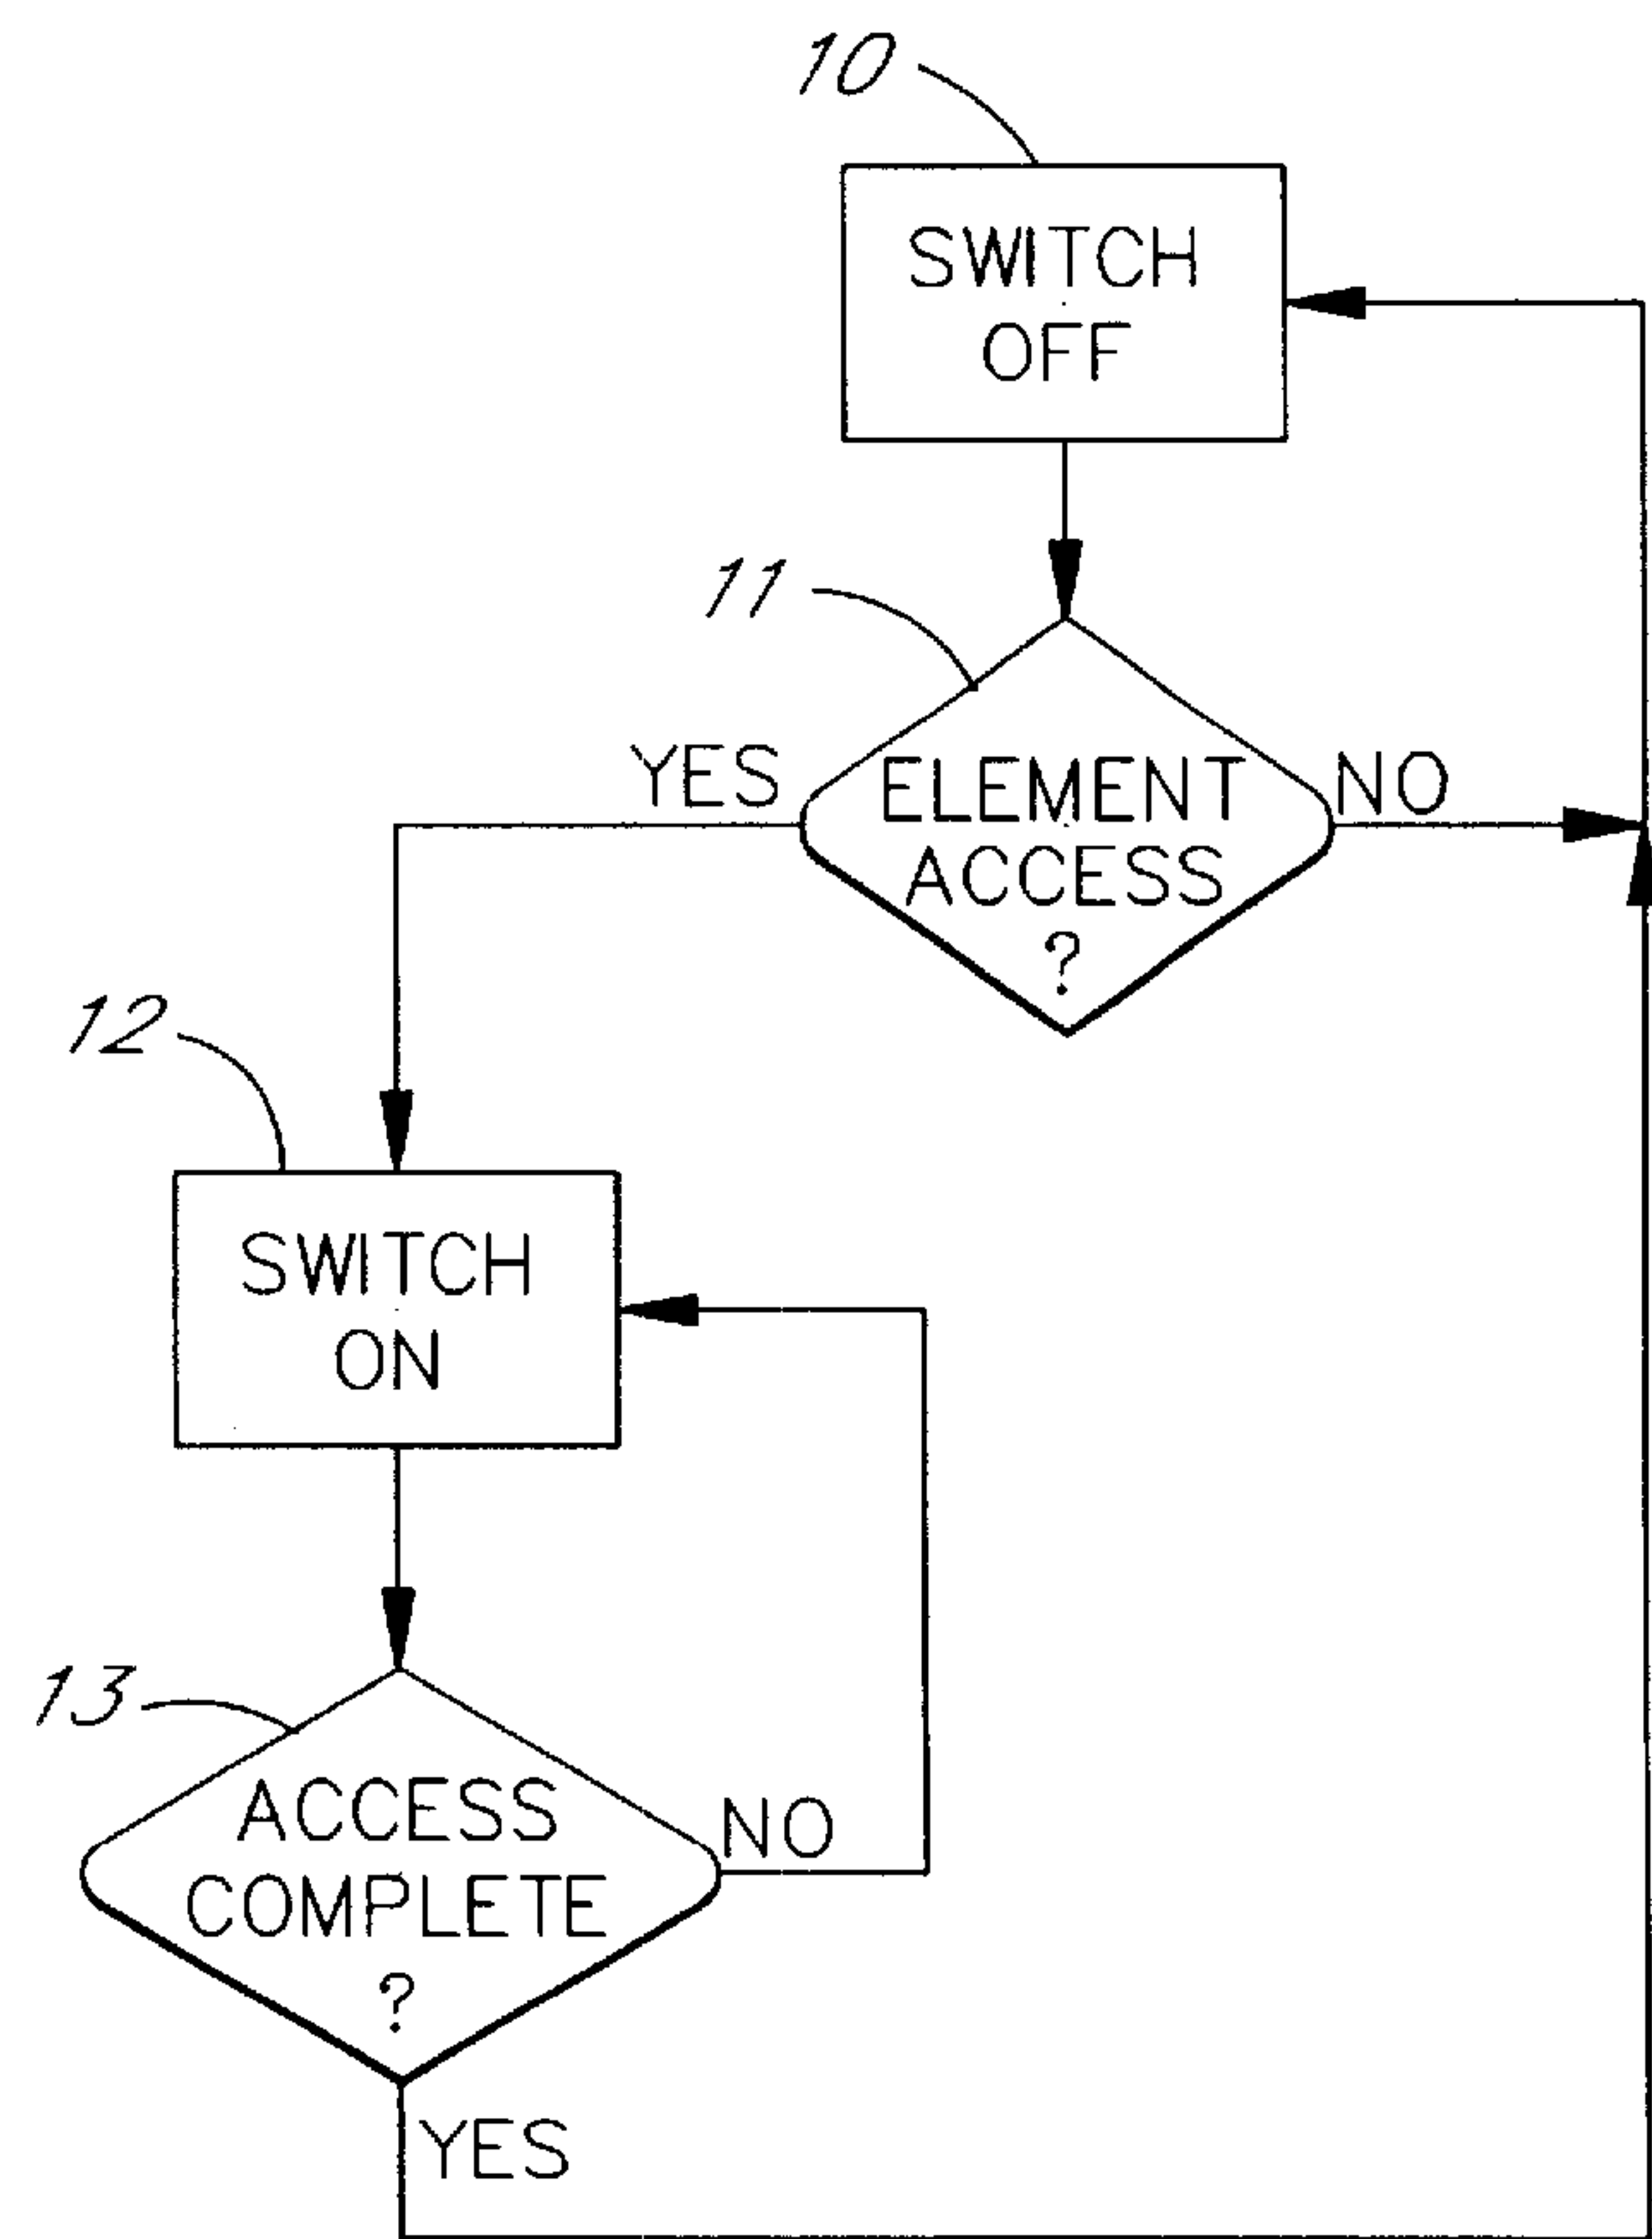 10
SWITCH
OFF
11
YES
ELEMENT
ACCESS
?
NO
12
SWITCH
ON
13
ACCESS
COMPLETE
?
NO
YES